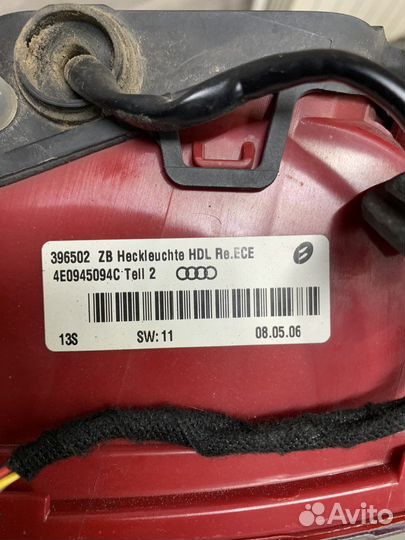 396502 ZB Heckleuchte HDL Re.ECE
4E0945094C Teil 2
13S SW:11 08.05.06
Avito